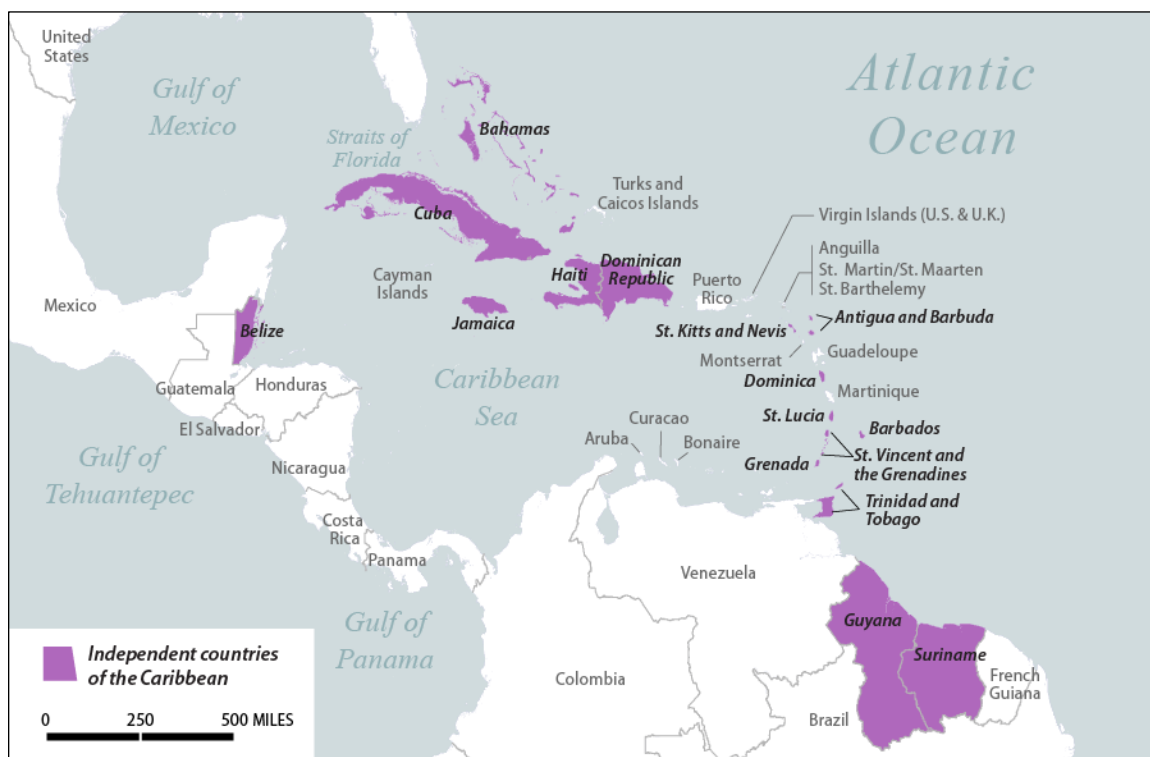 United
States
Gulf of
Mexico
Atlantic
Ocean
Straits of
Florida
Bahamas
Turks and
Caicos Islands
Cuba
Virgin Islands (U.S. & U.K.)
Anguilla
St. Martin/St. Maarten
St. Barthelemy
Cayman
Islands
Haiti
Dominican
Republic
Puerto
Rico
Mexico
Jamaica
Belize
St. Kitts and Nevis
Antigua and Barbuda
Montserrat
Guadeloupe
Guatemala
Honduras
Caribbean
Sea
Dominica
Martinique
El Salvador
St. Lucia
Barbados
Curacao
Aruba
Bonaire
Gulf of
Tehuantepec
Nicaragua
Grenada
St. Vincent and
the Grenadines
Trinidad and
Tobago
Costa
Rica
Panama
Venezuela
Gulf of
Panama
Guyana
Suriname
French
Guiana
Colombia
Brazil
Independent countries
of the Caribbean
0 250 500 MILES